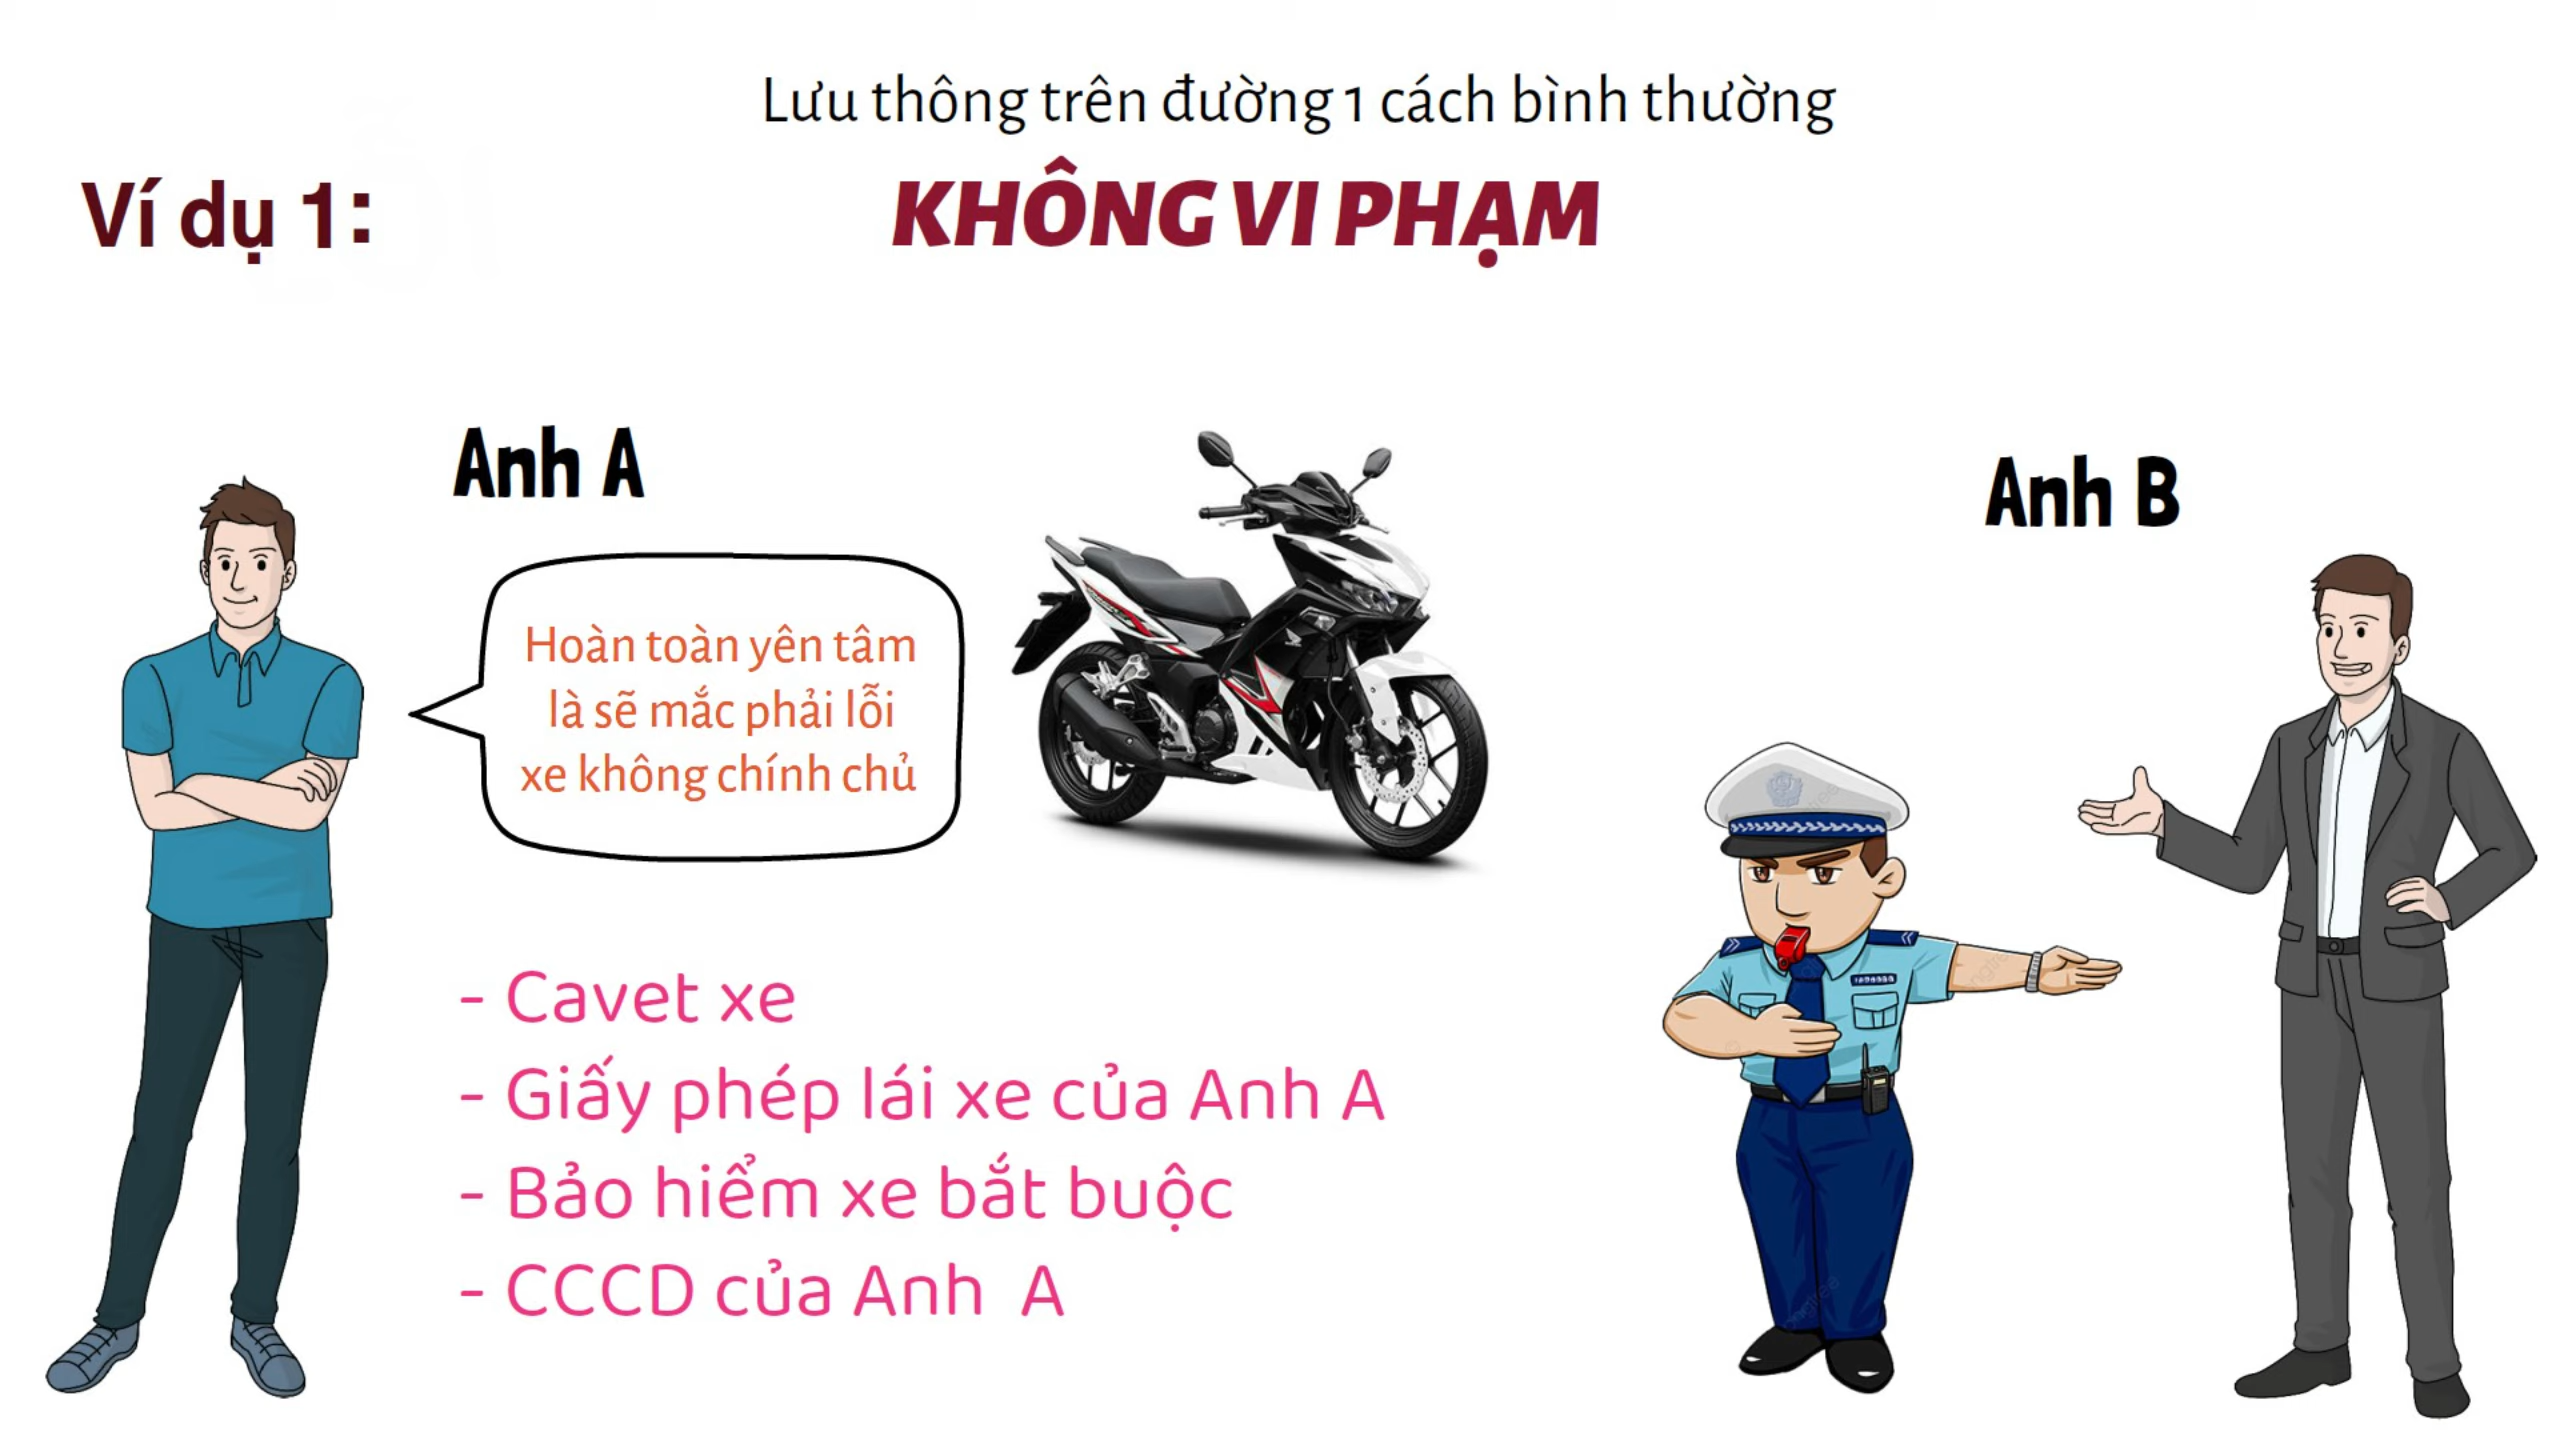 Lưu thông trên đường 1 cách bình thường
Ví dụ 1:
KHÔNG VI PHẠM
Anh A
Anh B
Hoàn toàn yên tâm
là sẽ mắc phải lỗi
xe không chính chủ
- Cavet xe
- Giấy phép lái xe của Anh A
- Bảo hiểm xe bắt buộc
- CCCD của Anh A